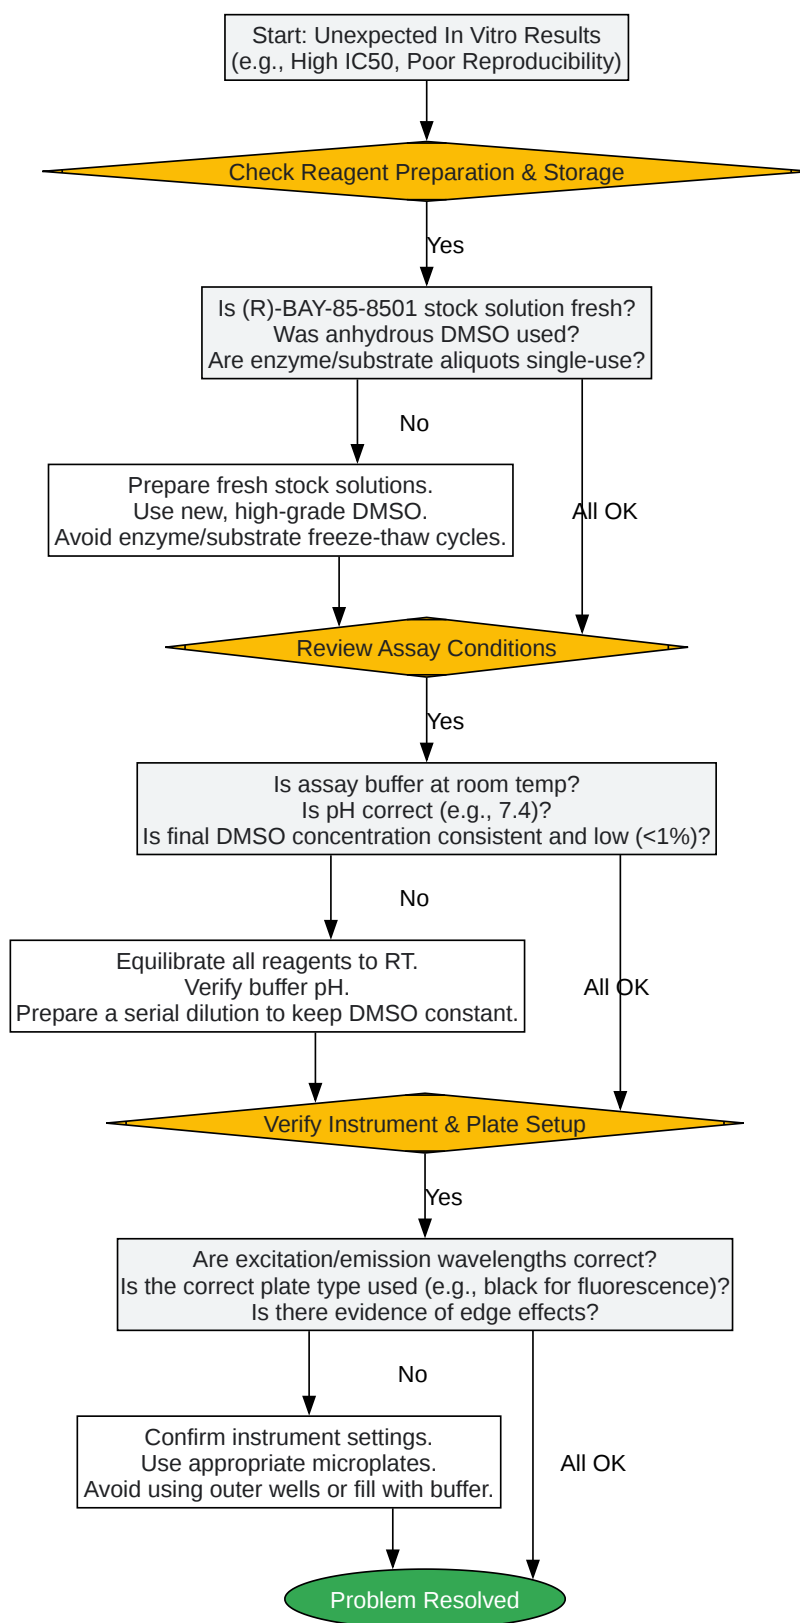 Start: Unexpected In Vitro Results
(e.g., High IC50, Poor Reproducibility)
Check Reagent Preparation & Storage
Yes
Is (R)-BAY-85-8501 stock solution fresh?
Was anhydrous DMSO used?
Are enzyme/substrate aliquots single-use?
No
Prepare fresh stock solutions.
Use new, high-grade DMSO.
Avoid enzyme/substrate freeze-thaw cycles.
All OK
Review Assay Conditions
Yes
Is assay buffer at room temp?
Is pH correct (e.g., 7.4)?
Is final DMSO concentration consistent and low (<1%)?
No
Equilibrate all reagents to RT.
Verify buffer pH.
Prepare a serial dilution to keep DMSO constant.
All OK
Verify Instrument & Plate Setup
Yes
Are excitation/emission wavelengths correct?
Is the correct plate type used (e.g., black for fluorescence)?
Is there evidence of edge effects?
No
Confirm instrument settings.
Use appropriate microplates.
Avoid using outer wells or fill with buffer.
All OK
Problem Resolved